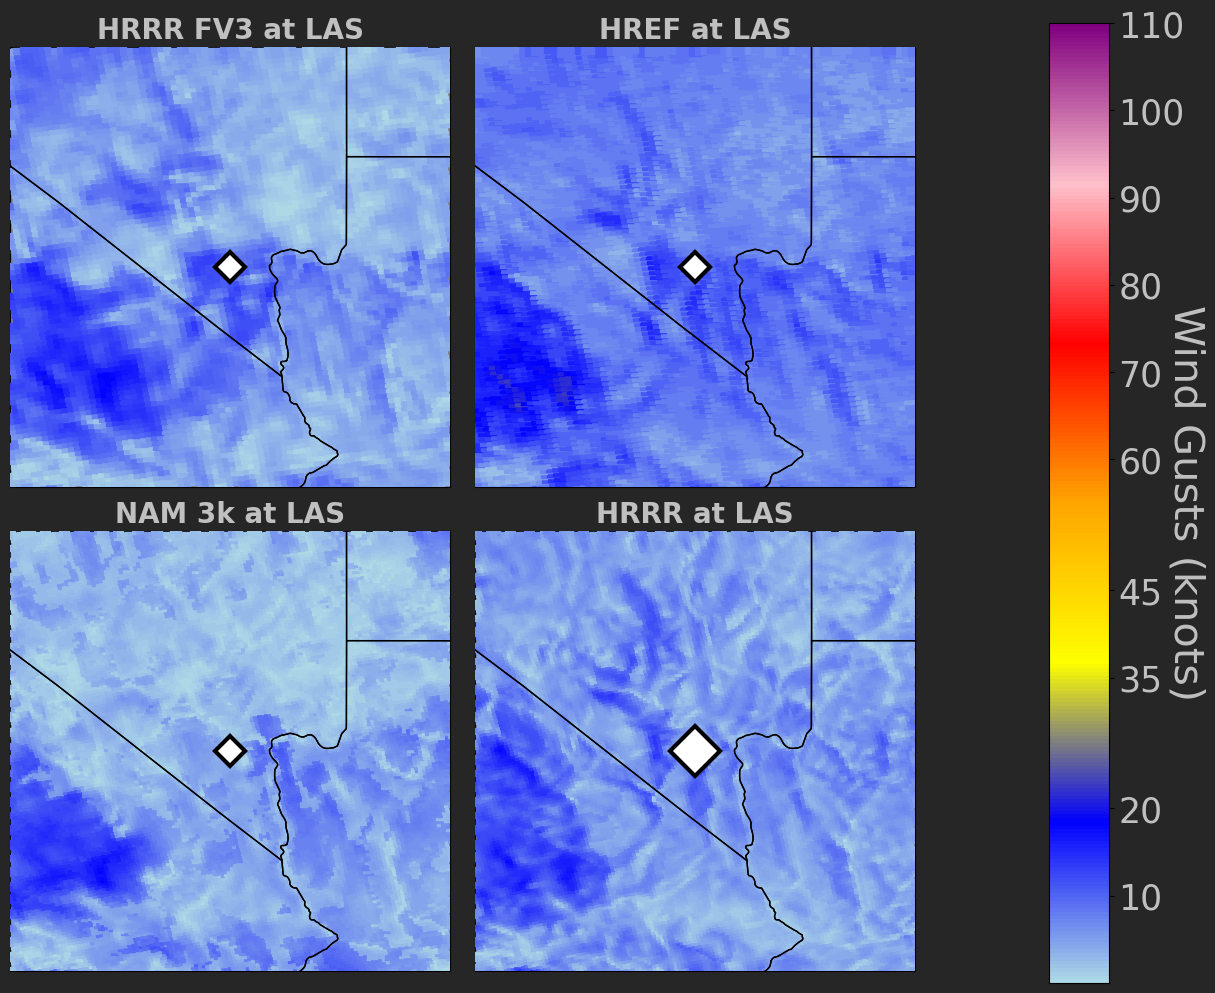 HRRR FV3 at LAS
HREF at LAS
NAM 3k at LAS
HRRR at LAS
110
100
90
80
70
60
45
35
20
10
Wind Gusts (knots)